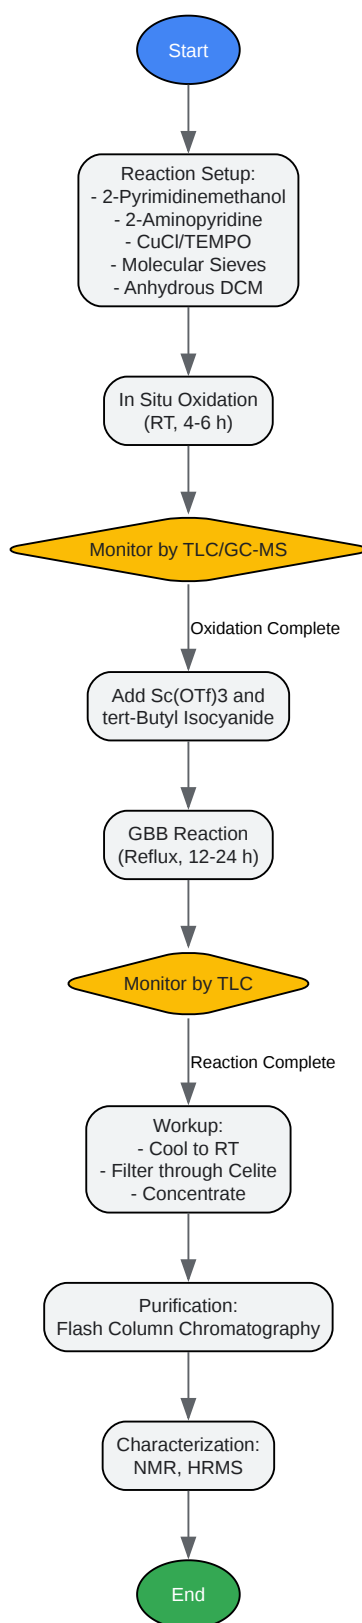 Start
Reaction Setup:
- 2-Pyrimidinemethanol
- 2-Aminopyridine
- CuCl/TEMPO
- Molecular Sieves
- Anhydrous DCM
In Situ Oxidation
(RT, 4-6 h)
Monitor by TLC/GC-MS
Oxidation Complete
Add Sc(OTf)3 and
tert-Butyl Isocyanide
GBB Reaction
(Reflux, 12-24 h)
Monitor by TLC
Reaction Complete
Workup:
- Cool to RT
- Filter through Celite
- Concentrate
Purification:
Flash Column Chromatography
Characterization:
NMR, HRMS
End